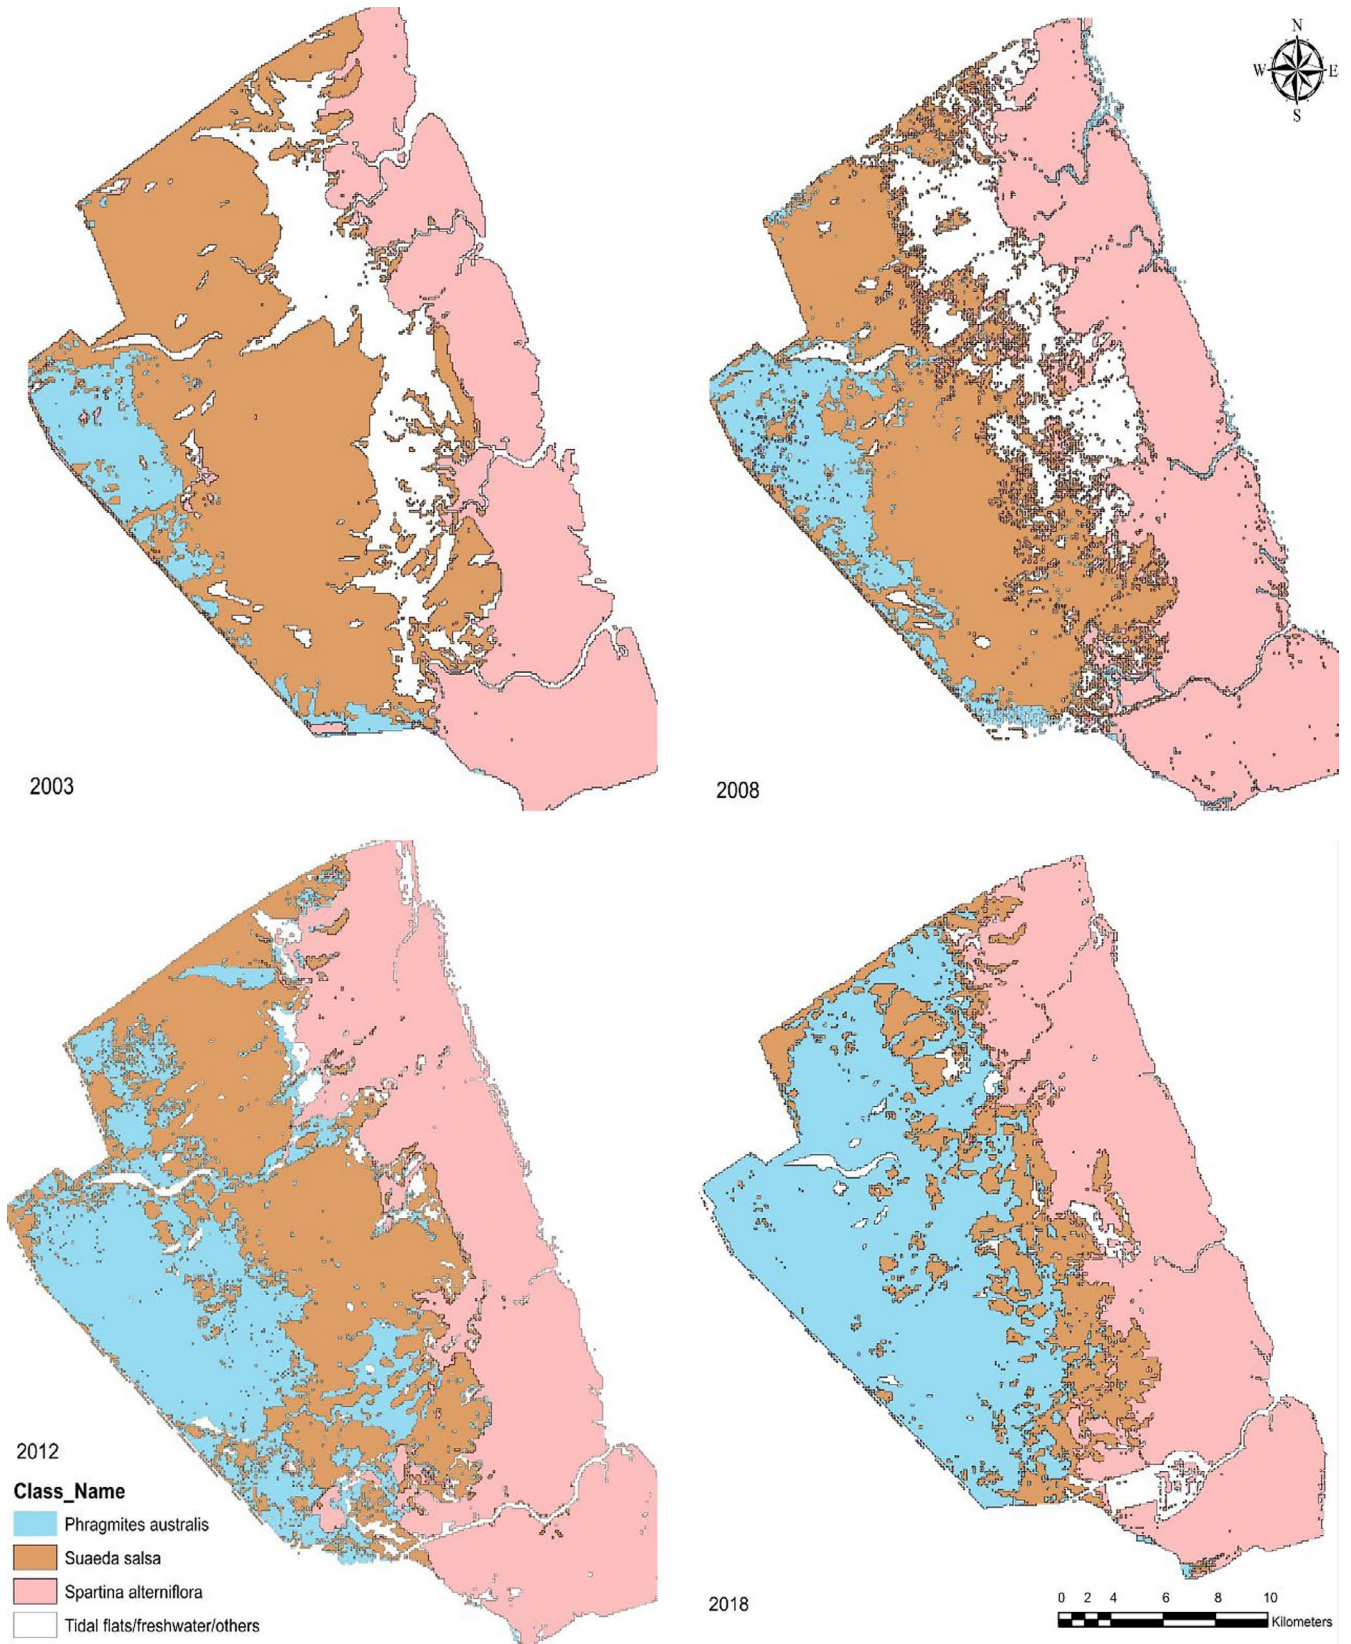 N
W E
S
2003
2008
2012
Class_Name
Phragmites australis
Suaeda salsa
Spartina alterniflora
Tidal flats/freshwater/others
2018
0 2 4 6 8 10
Kilometers